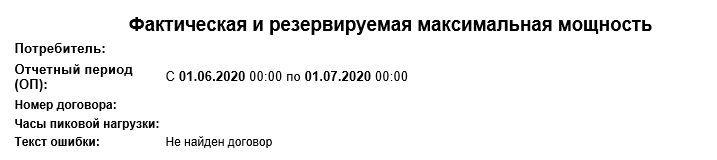 Фактическая и резервируемая максимальная мощность
Потребитель:
Отчетный период
(ОП):
С 01.06.2020 00:00 по 01.07.2020 00:00
Номер договора:
Часы пиковой нагрузки:
Текст ошибки: Не найден договор